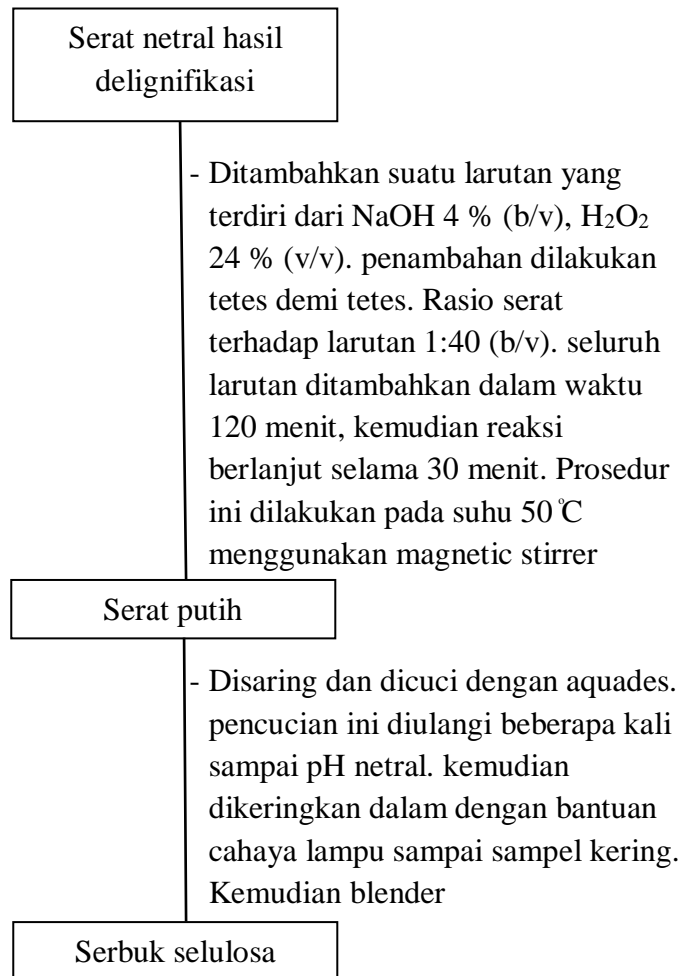 Serat netral hasil
delignifikasi
- Ditambahkan suatu larutan yang
terdiri dari NaOH 4 % (b/v), H₂O₂
24 % (v/v). penambahan dilakukan
tetes demi tetes. Rasio serat
terhadap larutan 1:40 (b/v). seluruh
larutan ditambahkan dalam waktu
120 menit, kemudian reaksi
berlanjut selama 30 menit. Prosedur
ini dilakukan pada suhu 50 ℃
menggunakan magnetic stirrer
Serat putih
- Disaring dan dicuci dengan aquades.
pencucian ini diulangi beberapa kali
sampai pH netral. kemudian
dikeringkan dalam dengan bantuan
cahaya lampu sampai sampel kering.
Kemudian blender
Serbuk selulosa